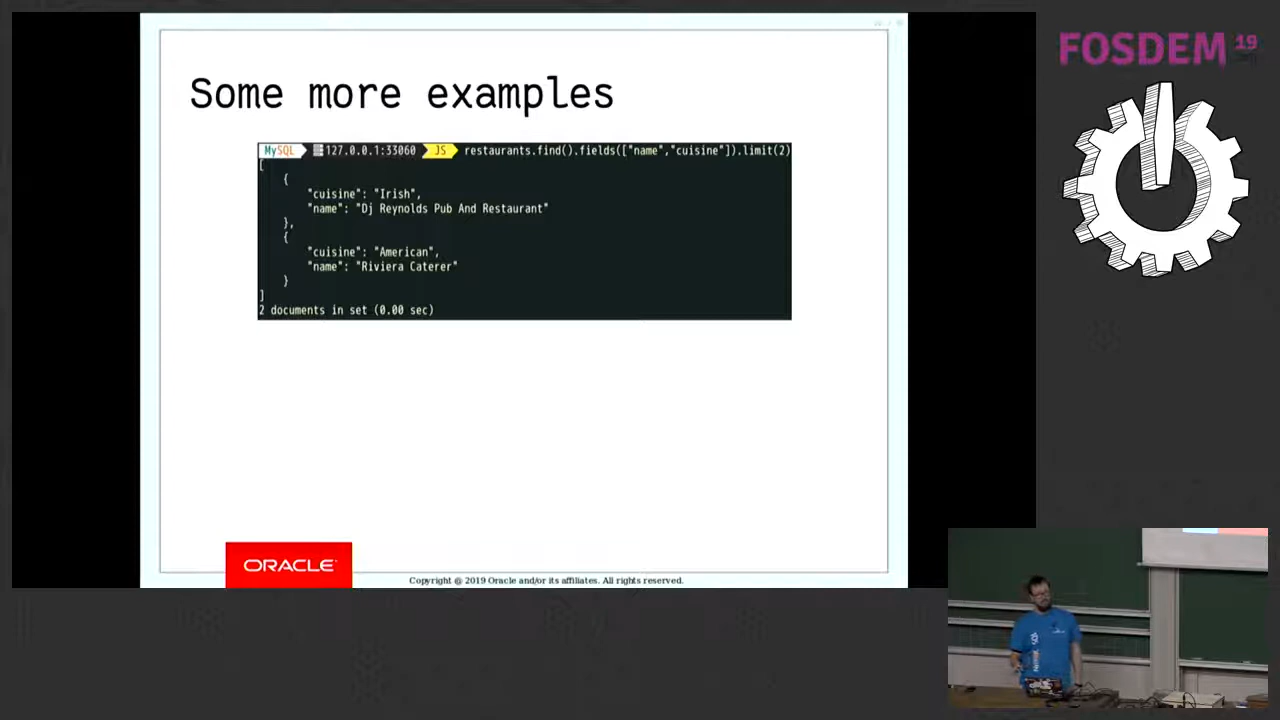 FOSDEM 19
Some more examples
MySQL 127.0.0.1:33060 JS restaurants.find().fields(["name","cuisine"]).limit(2)
[
{
"cuisine": "Irish",
"name": "Dj Reynolds Pub And Restaurant"
},
{
"cuisine": "American",
"name": "Riviera Caterer"
}
]
2 documents in set (0.00 sec)
ORACLE
Copyright @ 2019 Oracle and/or its affiliates. All rights reserved.